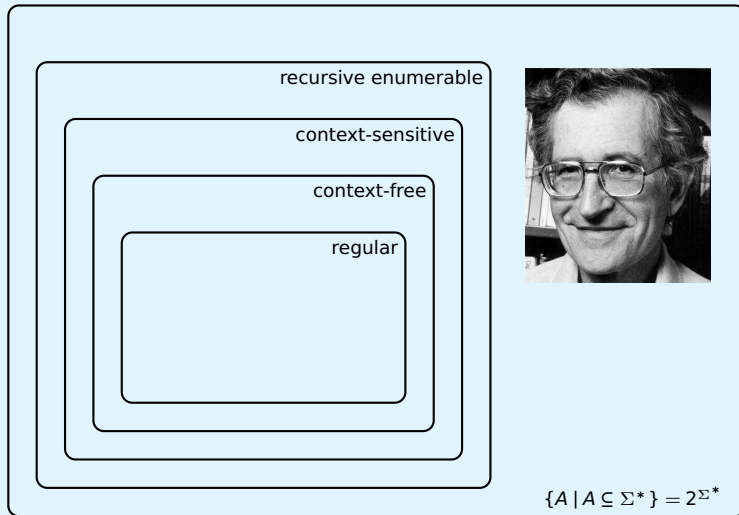 recursive enumerable
context-sensitive
context-free
regular
{A | A ⊆ Σ*} = 2^Σ*